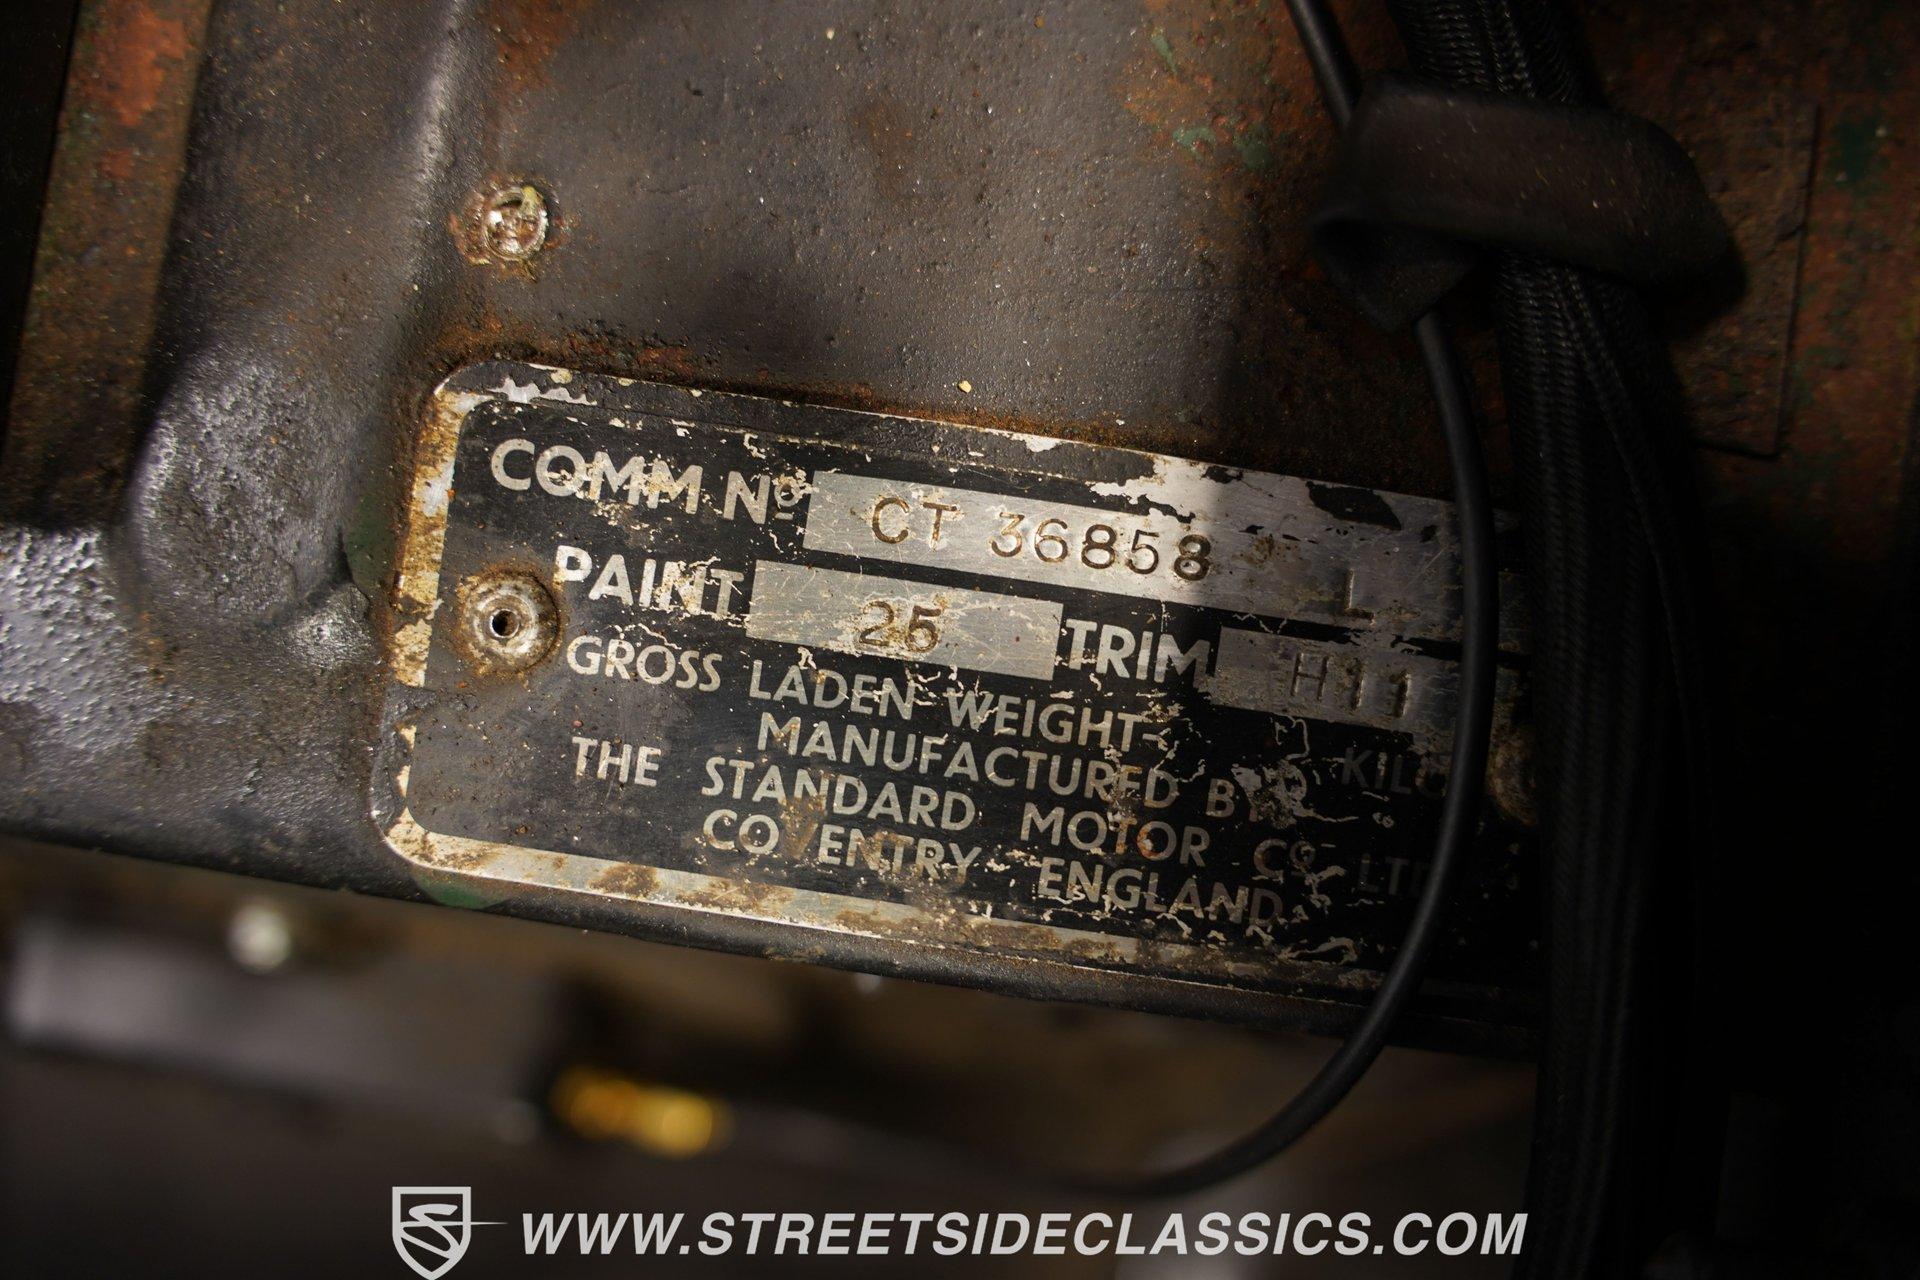 COMM Nº CT 36858 L
PAINT 25 TRIM H11
GROSS LADEN WEIGHT KILO
MANUFACTURED BY
THE STANDARD MOTOR Cº LTD
COVENTRY ENGLAND
WWW.STREETSIDECLASSICS.COM